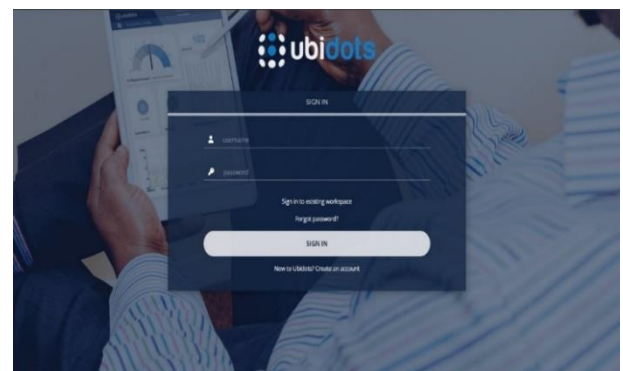 ubidots
SIGN IN
username
password
Sign in to existing workspace
Forgot password?
SIGN IN
New to Ubidots? Create an account